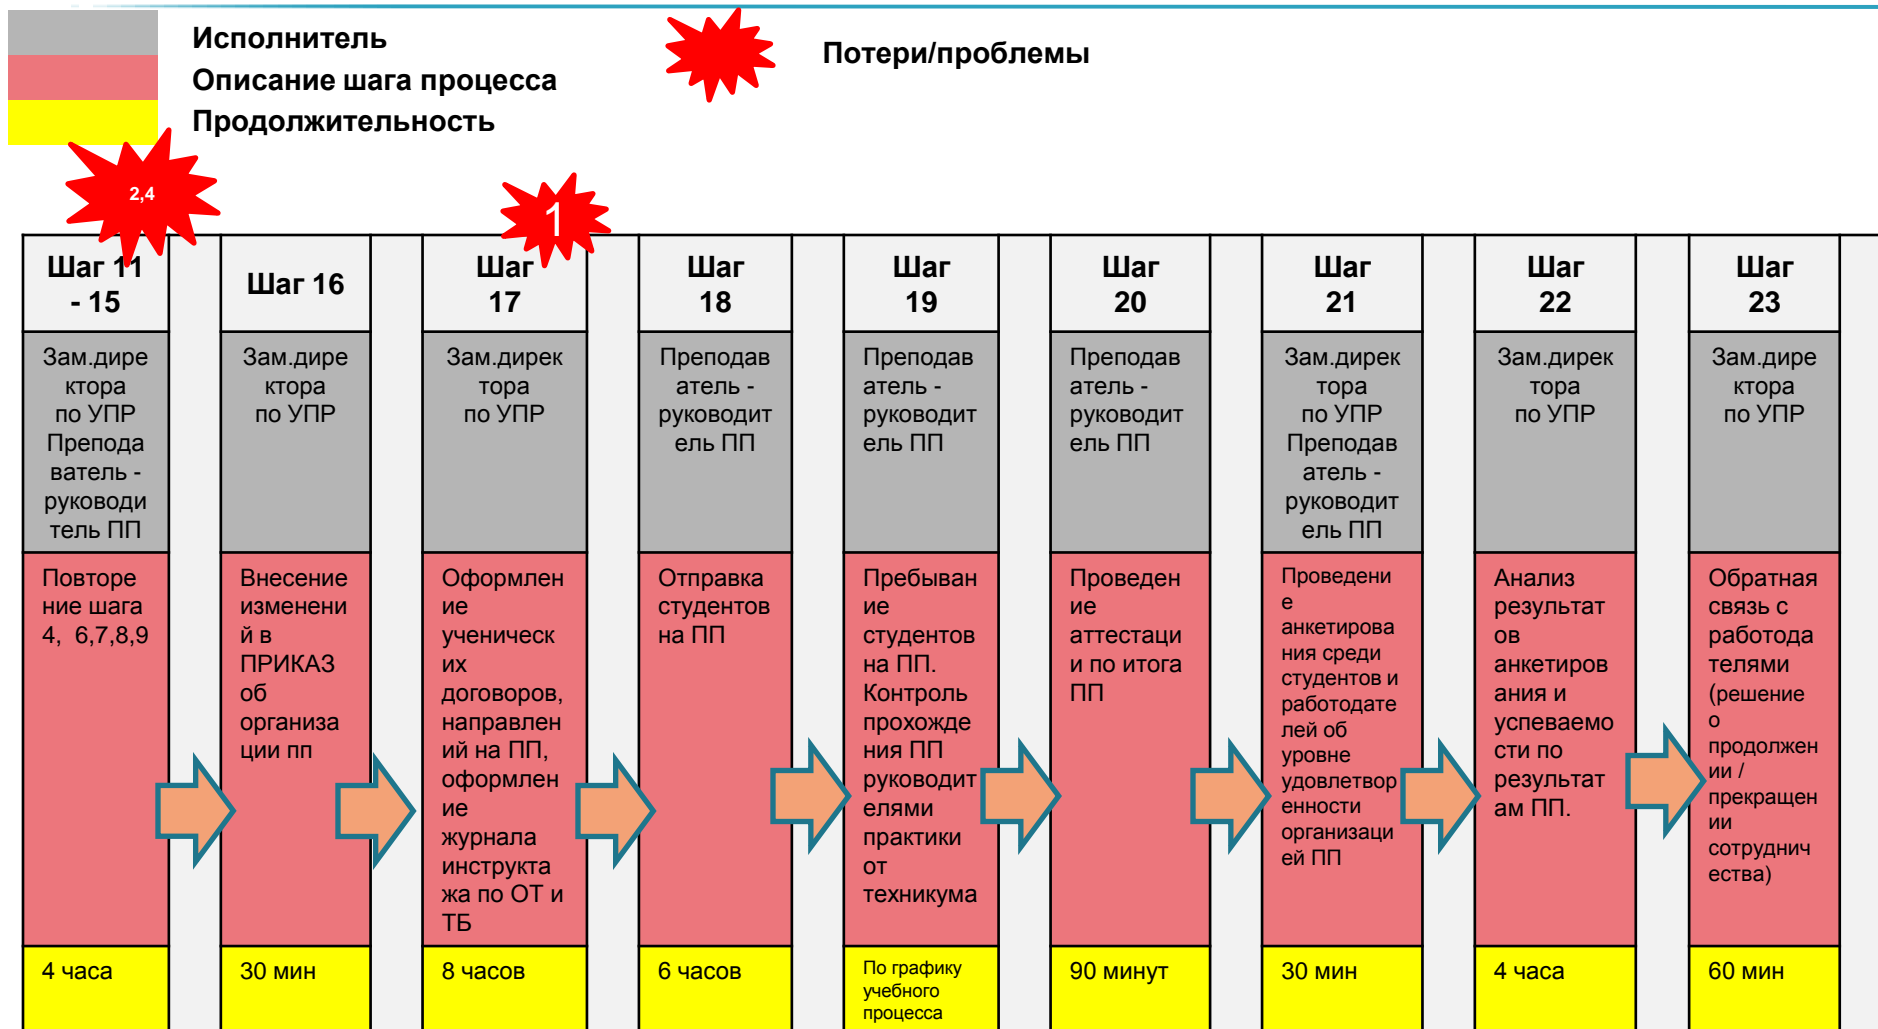 Исполнитель
Описание шага процесса
Продолжительность
Потери/проблемы
2,4
1
Шаг 11
- 15
Шаг 16
Шаг
17
Шаг
18
Шаг
19
Шаг
20
Шаг
21
Шаг
22
Шаг
23
Зам.дире
ктора
по УПР
Препода
ватель -
руководи
тель ПП
Зам.дире
ктора
по УПР
Зам.дирек
тора
по УПР
Преподав
атель -
руководит
ель ПП
Преподав
атель -
руководит
ель ПП
Преподав
атель -
руководит
ель ПП
Зам.дирек
тора
по УПР
Преподав
атель -
руководит
ель ПП
Зам.дирек
тора
по УПР
Зам.дире
ктора
по УПР
Повторе
ние шага
4, 6,7,8,9
Внесение
изменени
й в
ПРИКАЗ
об
организа
ции пп
Оформлен
ие
ученическ
их
договоров,
направлен
ий на ПП,
оформлен
ие
журнала
инструкта
жа по ОТ и
ТБ
Отправка
студентов
на ПП
Пребыван
ие
студентов
на ПП.
Контроль
прохожде
ния ПП
руководит
елями
практики
от
техникума
Проведен
ие
аттестаци
и по итога
ПП
Проведени
е
анкетирова
ния среди
студентов и
работодате
лей об
уровне
удовлетвор
енности
организаци
ей ПП
Анализ
результат
ов
анкетиров
ания и
успеваемо
сти по
результат
ам ПП.
Обратная
связь с
работода
телями
(решение
о
продолжен
ии /
прекращен
ии
сотруднич
ества)
4 часа
30 мин
8 часов
6 часов
По графику
учебного
процесса
90 минут
30 мин
4 часа
60 мин